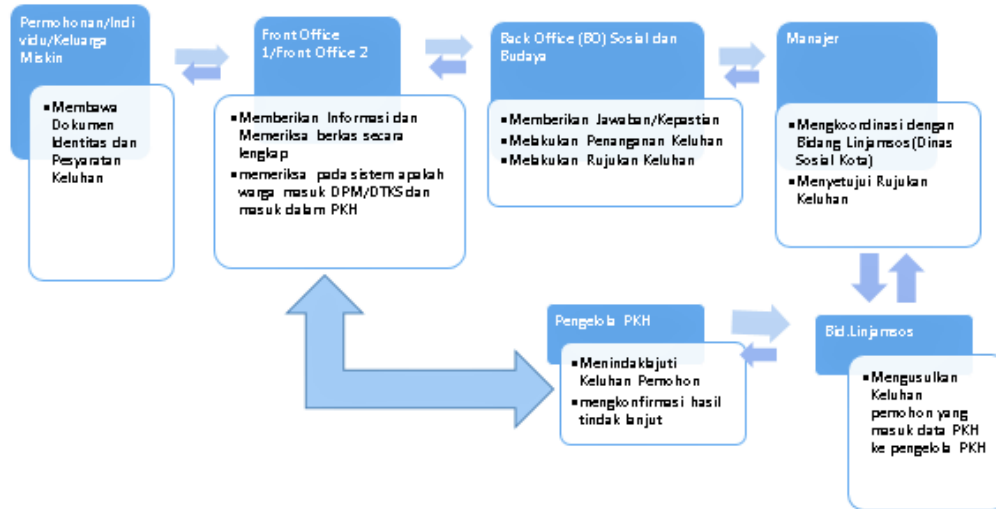 Permohonan/Indi
vidu/Keluarga
Miskin
▪Membawa
Dokumen
Identitas dan
Pesyaratan
Keluhan
Front Office
1/Front Office 2
▪Memberikan Informasi dan
Memeriksa berkas secara
lengkap
▪memeriksa pada sistem apakah
warga masuk DPM/DTKS dan
masuk dalam PKH
Back Office (BO) Sosial dan
Budaya
▪Memberikan Jawaban/Kepastian
▪Melakukan Penanganan Keluhan
▪Melakukan Rujukan Keluhan
Manajer
▪Mengkoordinasi dengan
Bidang Linjamsos(Dinas
Sosial Kota)
▪Menyetujui Rujukan
Keluhan
Bid.Linjamsos
▪Mengusulkan
Keluhan
pemohon yang
masuk data PKH
ke pengelola PKH
Pengelola PKH
▪Menindaklajuti
Keluhan Pemohon
▪mengkonfirmasi hasil
tindak lanjut